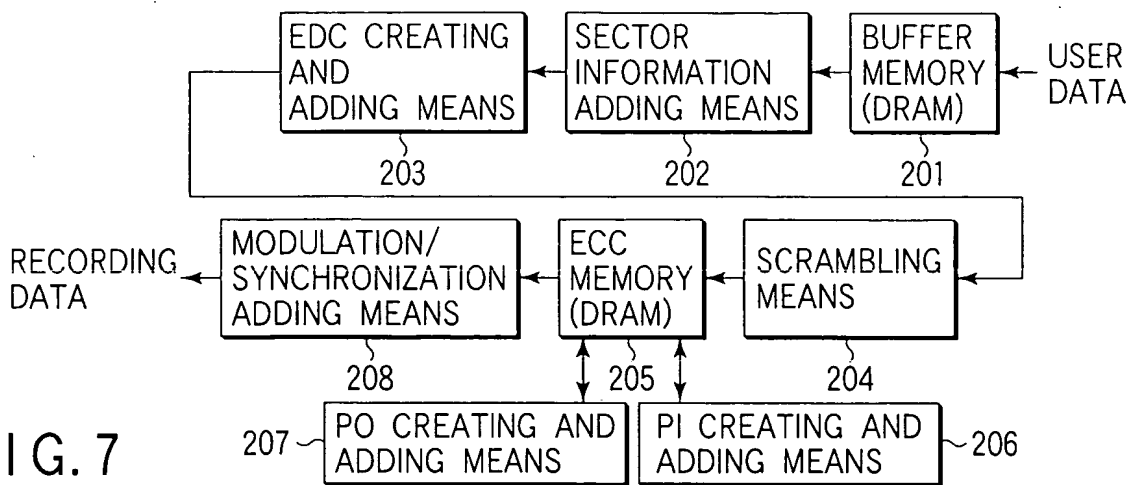 EDC CREATING
AND
ADDING MEANS
203
SECTOR
INFORMATION
ADDING MEANS
202
BUFFER
MEMORY
(DRAM)
201
USER
DATA
RECORDING
DATA
MODULATION/
SYNCHRONIZATION
ADDING MEANS
208
ECC
MEMORY
(DRAM)
205
SCRAMBLING
MEANS
204
207
PO CREATING AND
ADDING MEANS
PI CREATING AND
ADDING MEANS
206
IG. 7